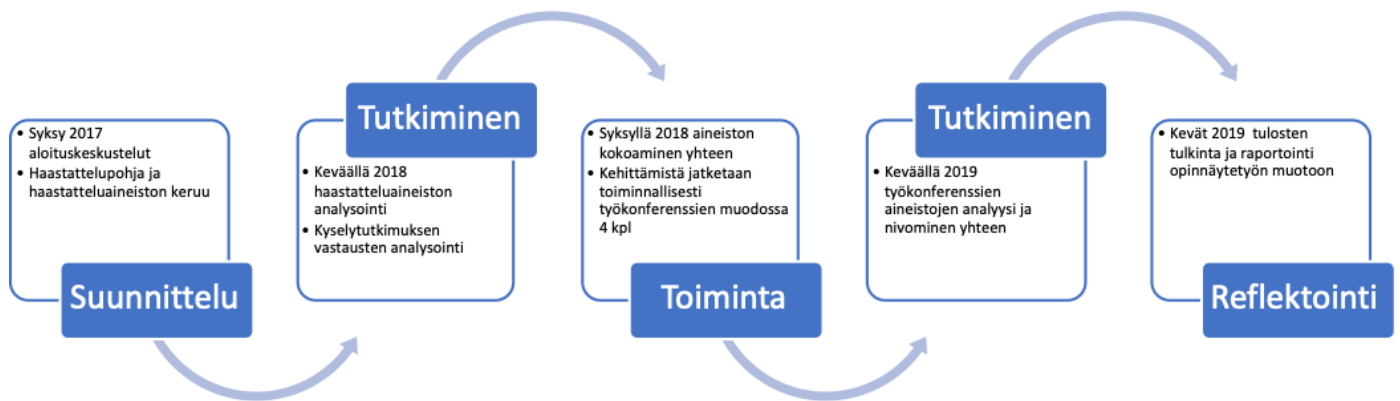 • Syksy 2017
aloituskeskustelut
• Haastattelupohja ja
haastatteluaineiston keruu
Suunnittelu
Tutkiminen
• Keväällä 2018
haastatteluaineiston
analysointi
• Kyselytutkimuksen
vastausten analysointi
• Syksyllä 2018 aineiston
kokoaminen yhteen
• Kehittämistä jatketaan
toiminnallisesti
työkonferenssien muodossa
4 kpl
Toiminta
Tutkiminen
• Keväällä 2019
työkonferenssien
aineistojen analyysi ja
nivominen yhteen
• Kevät 2019 tulosten
tulkinta ja raportointi
opinnäytetyön muotoon
Reflektointi